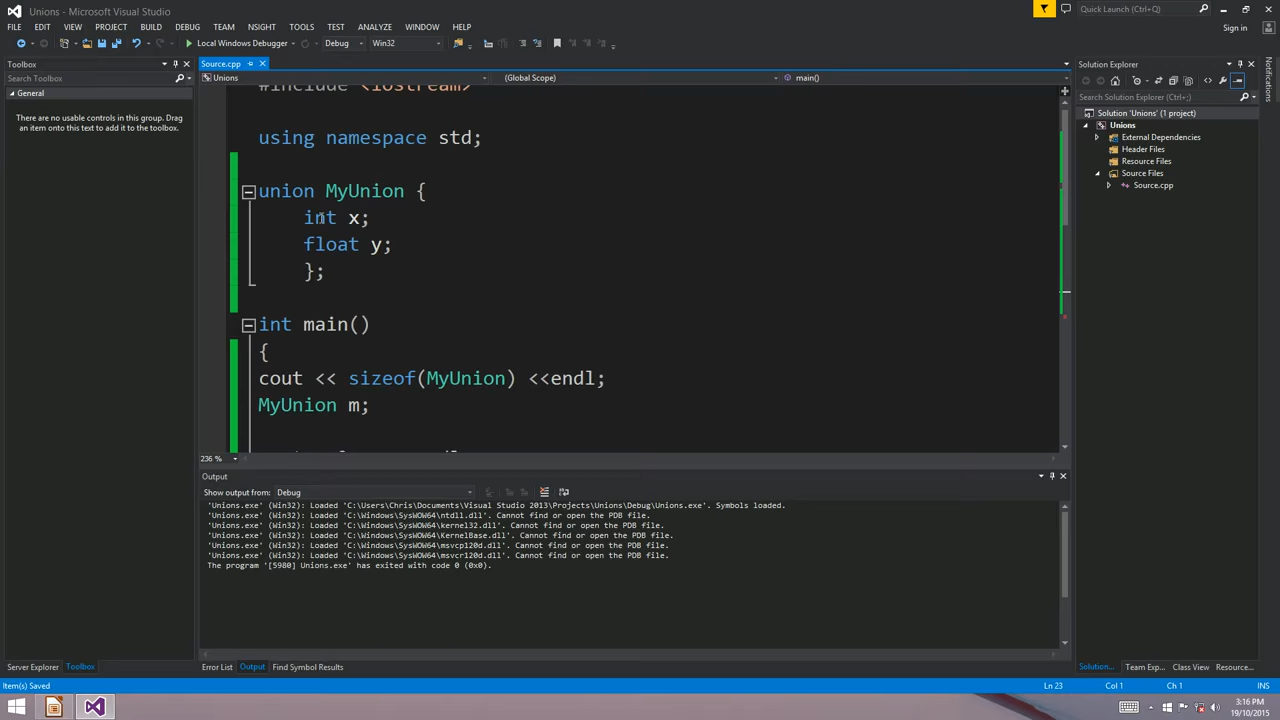 Unions - Microsoft Visual Studio
Quick Launch (Ctrl+Q)
FILE EDIT VIEW PROJECT BUILD DEBUG TEAM NSIGHT TOOLS TEST ANALYZE WINDOW HELP
Sign in
Local Windows Debugger Debug Win32
Toolbox
Search Toolbox
General
There are no usable controls in this group. Drag
an item onto this text to add it to the toolbox.
Source.cpp
Unions (Global Scope) main()
#include <iostream>
using namespace std;
union MyUnion {
int x;
float y;
};
int main()
{
cout << sizeof(MyUnion) <<endl;
MyUnion m;
236 %
Output
Show output from: Debug
'Unions.exe' (Win32): Loaded 'C:\Users\Chris\Documents\Visual Studio 2013\Projects\Unions\Debug\Unions.exe'. Symbols loaded.
'Unions.exe' (Win32): Loaded 'C:\Windows\SysWOW64\ntdll.dll'. Cannot find or open the PDB file.
'Unions.exe' (Win32): Loaded 'C:\Windows\SysWOW64\kernel32.dll'. Cannot find or open the PDB file.
'Unions.exe' (Win32): Loaded 'C:\Windows\SysWOW64\KernelBase.dll'. Cannot find or open the PDB file.
'Unions.exe' (Win32): Loaded 'C:\Windows\SysWOW64\msvcp120d.dll'. Cannot find or open the PDB file.
'Unions.exe' (Win32): Loaded 'C:\Windows\SysWOW64\msvcr120d.dll'. Cannot find or open the PDB file.
The program '[5980] Unions.exe' has exited with code 0 (0x0).
Solution Explorer
Search Solution Explorer (Ctrl+;)
Solution 'Unions' (1 project)
Unions
External Dependencies
Header Files
Resource Files
Source Files
Source.cpp
Notifications
Server Explorer Toolbox
Error List Output Find Symbol Results
Solution... Team Exp... Class View Resource...
Item(s) Saved
Ln 23 Col 1 Ch 1 INS
3:16 PM
19/10/2015